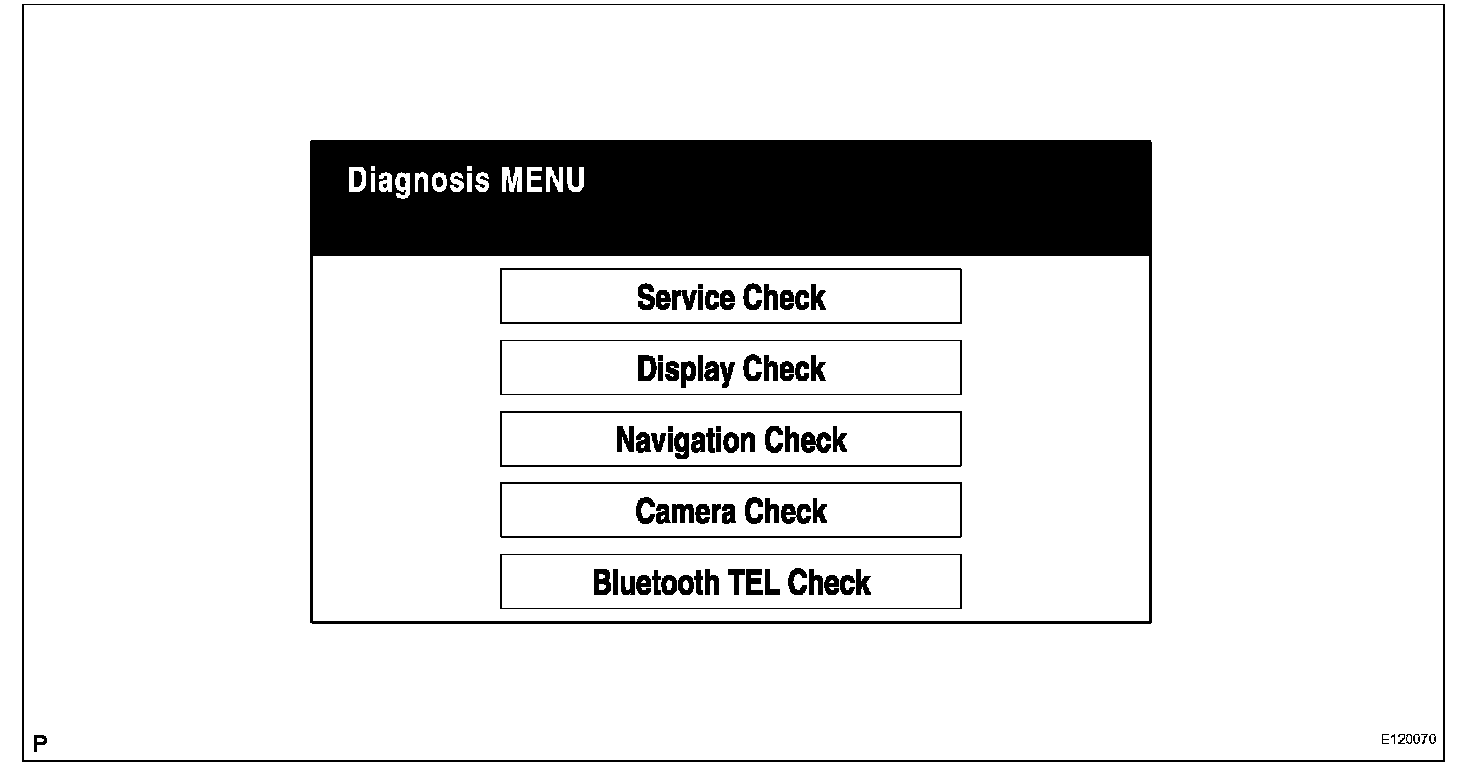 Diagnosis MENU
Service Check
Display Check
Navigation Check
Camera Check
Bluetooth TEL Check
P
E120070